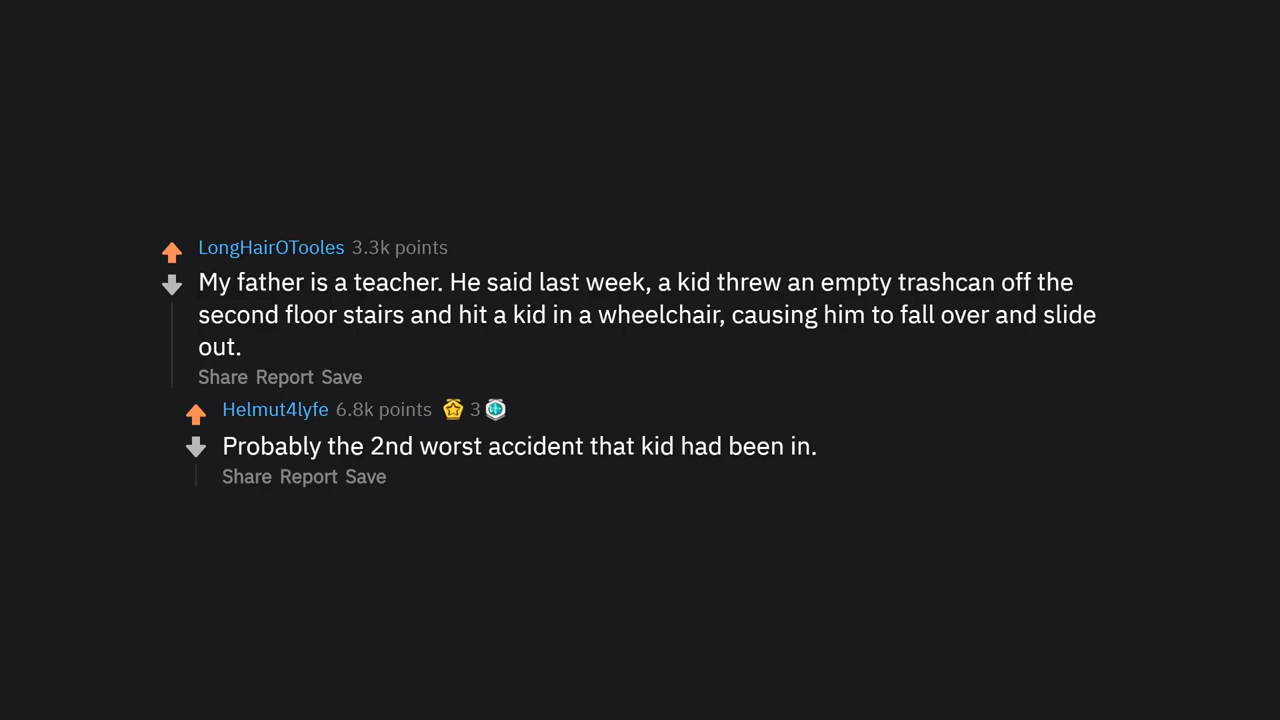 LongHairOTooles 3.3k points
My father is a teacher. He said last week, a kid threw an empty trashcan off the
second floor stairs and hit a kid in a wheelchair, causing him to fall over and slide
out.
Share Report Save
Helmut4lyfe 6.8k points 3
Probably the 2nd worst accident that kid had been in.
Share Report Save